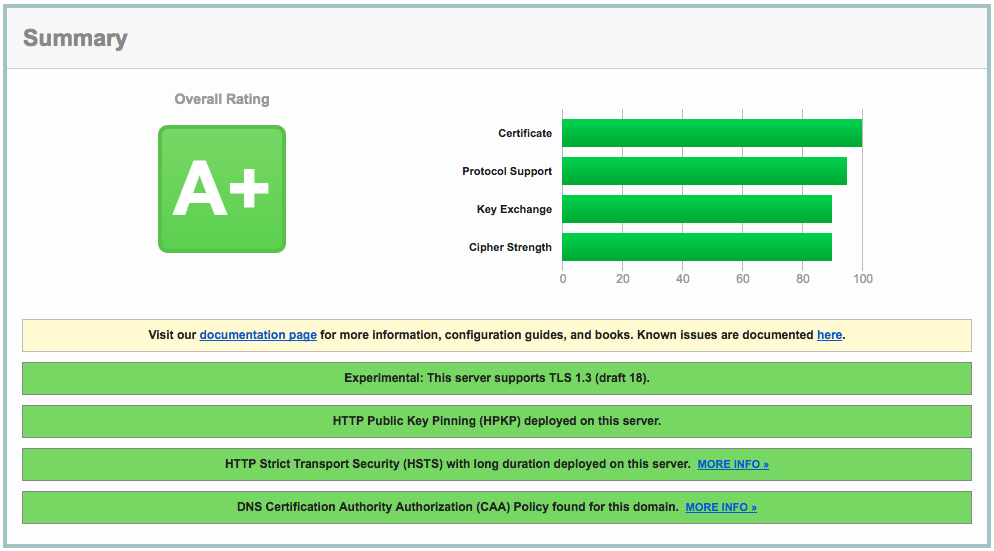 Summary
Overall Rating
A+
Certificate
Protocol Support
Key Exchange
Cipher Strength
0 20 40 60 80 100
Visit our documentation page for more information, configuration guides, and books. Known issues are documented here.
Experimental: This server supports TLS 1.3 (draft 18).
HTTP Public Key Pinning (HPKP) deployed on this server.
HTTP Strict Transport Security (HSTS) with long duration deployed on this server. MORE INFO »
DNS Certification Authority Authorization (CAA) Policy found for this domain. MORE INFO »